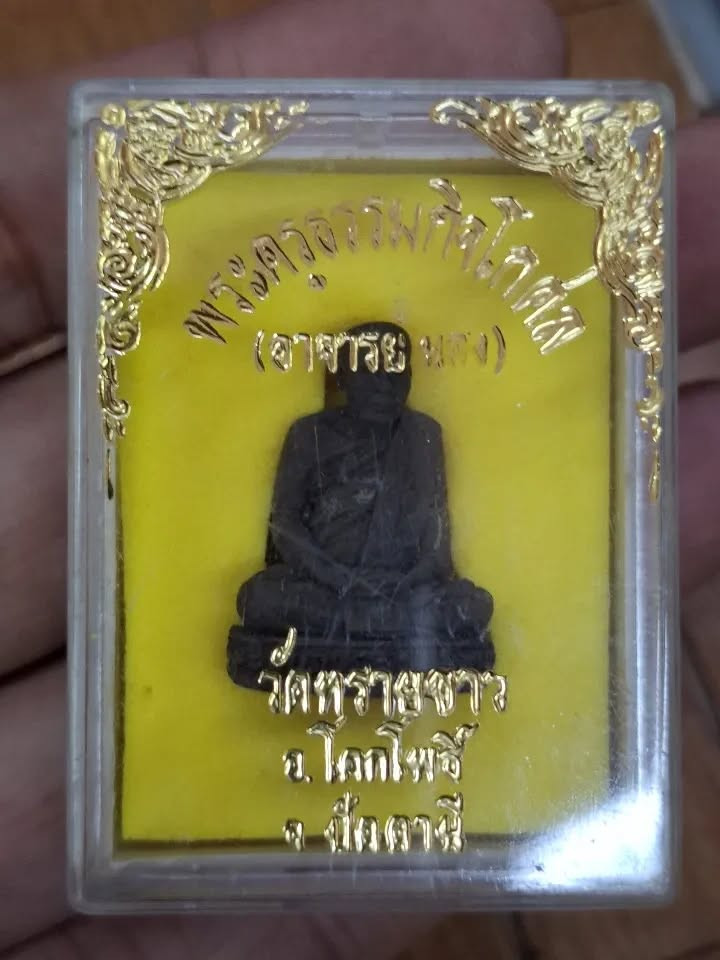 พระครูธรรมกิจโกศล
(อาจารย์ นอง)
วัดทรายขาว
อ.โคกโพธิ์
จ.ปัตตานี